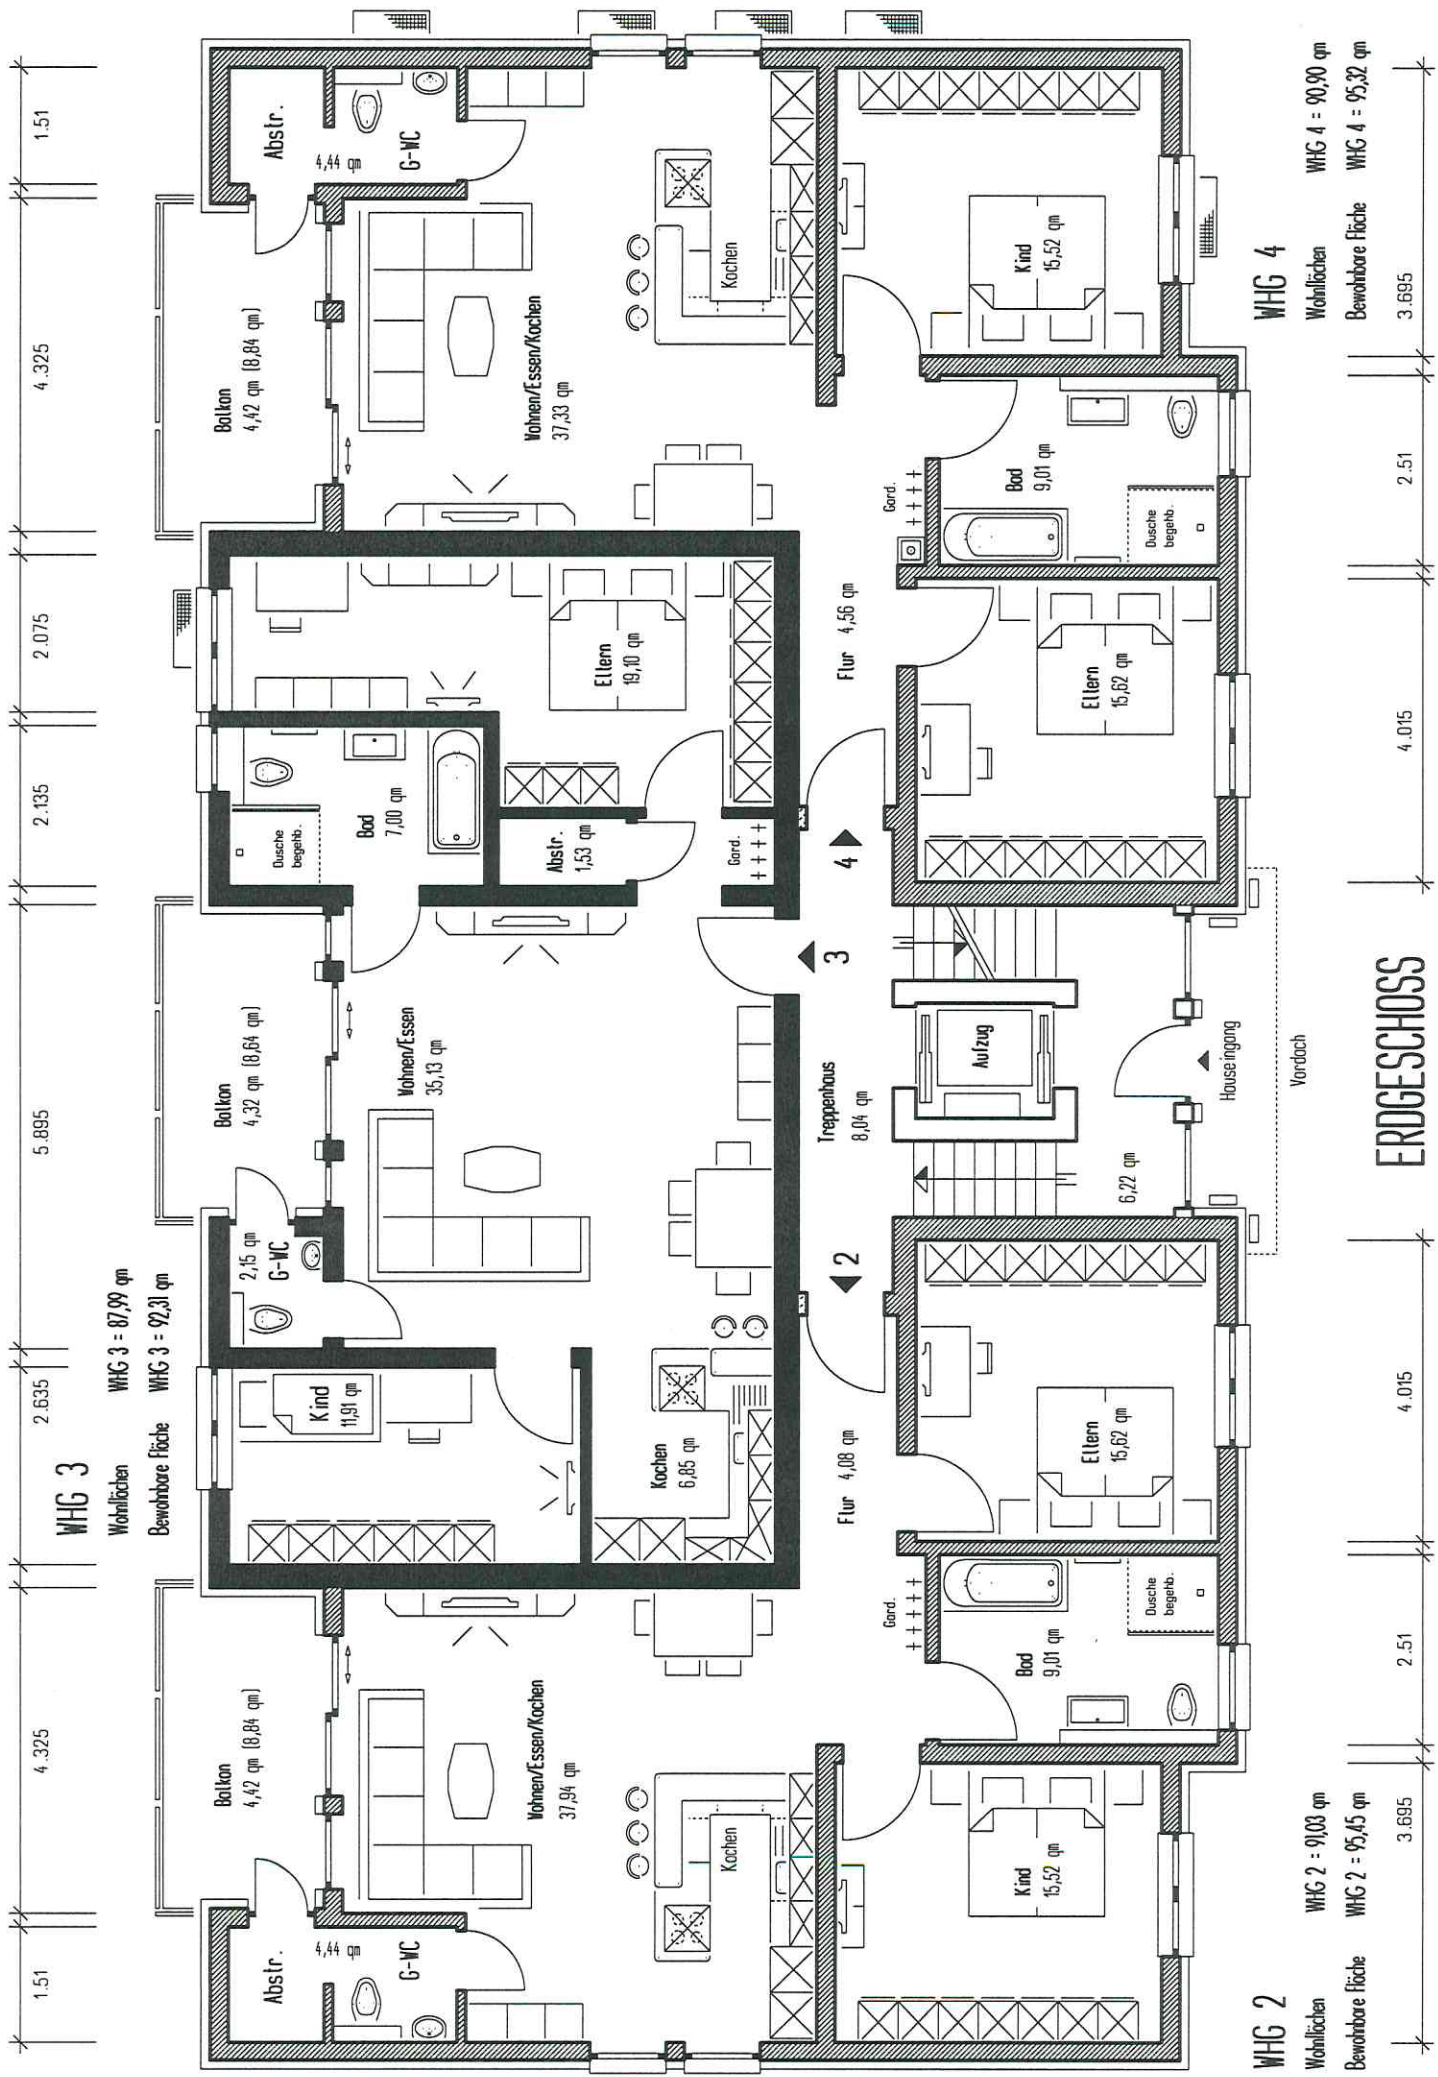 1.51
4.325
2.635
5.895
2.135
2.075
4.325
1.51
WHG 3
Wohnflächen WHG 3 = 87,99 qm
Bewohnbare Fläche WHG 3 = 92,31 qm
Balkon
4,42 qm (8,84 qm)
Abstr.
4,44 qm
G-WC
Wohnen/Essen/Kochen
37,94 qm
Kochen
Kind
11,91 qm
2,15 qm
G-WC
Balkon
4,32 qm (8,64 qm)
Wohnen/Essen
35,13 qm
Kochen
6,85 qm
Dusche
begehb.
Bad
7,00 qm
Abstr.
1,53 qm
Gard.
Eltern
19,10 qm
Balkon
4,42 qm (8,84 qm)
Abstr.
4,44 qm
G-WC
Wohnen/Essen/Kochen
37,33 qm
Kochen
Flur 4,08 qm
2
Treppenhaus
8,04 qm
3
4
Flur 4,56 qm
Kind
15,52 qm
Gard.
Bad
9,01 qm
Dusche
begehb.
Eltern
15,62 qm
6,22 qm
Aufzug
Hauseingang
Vordach
Eltern
15,62 qm
Gard.
Bad
9,01 qm
Dusche
begehb.
Kind
15,52 qm
WHG 2
Wohnflächen WHG 2 = 91,03 qm
Bewohnbare Fläche WHG 2 = 95,45 qm
WHG 4
Wohnflächen WHG 4 = 90,90 qm
Bewohnbare Fläche WHG 4 = 95,32 qm
3.695
2.51
4.015
ERDGESCHOSS
4.015
2.51
3.695